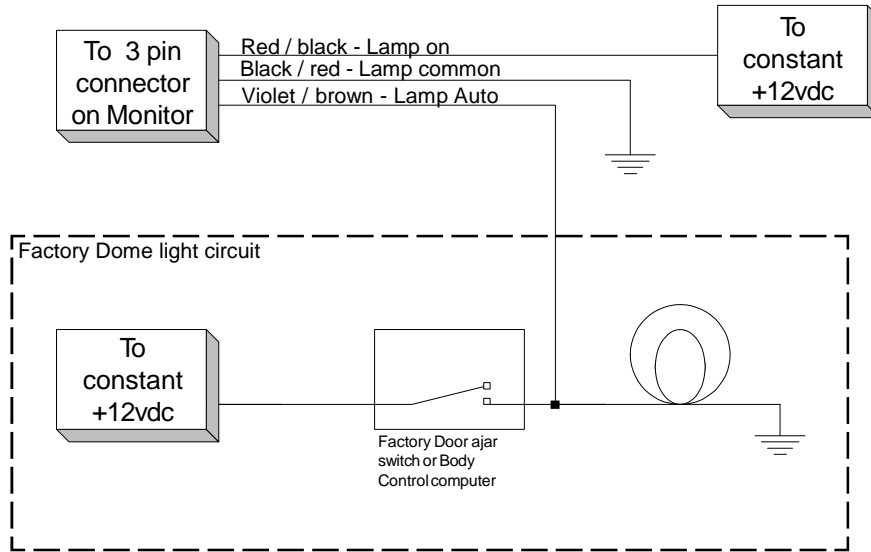 To 3 pin
connector
on Monitor
Red / black - Lamp on
Black / red - Lamp common
Violet / brown - Lamp Auto
To
constant
+12vdc
Factory Dome light circuit
To
constant
+12vdc
Factory Door ajar
switch or Body
Control computer